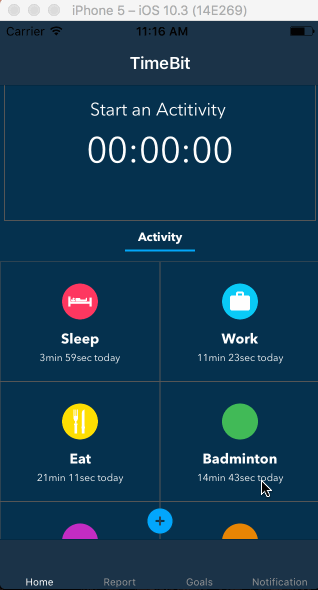 iPhone 5 – iOS 10.3 (14E269)
Carrier 11:16 AM
TimeBit
Start an Actitivity
00:00:00
Activity
Sleep Work
3min 59sec today 11min 23sec today
Eat Badminton
21min 11sec today 14min 43sec today
Home Report Goals Notification